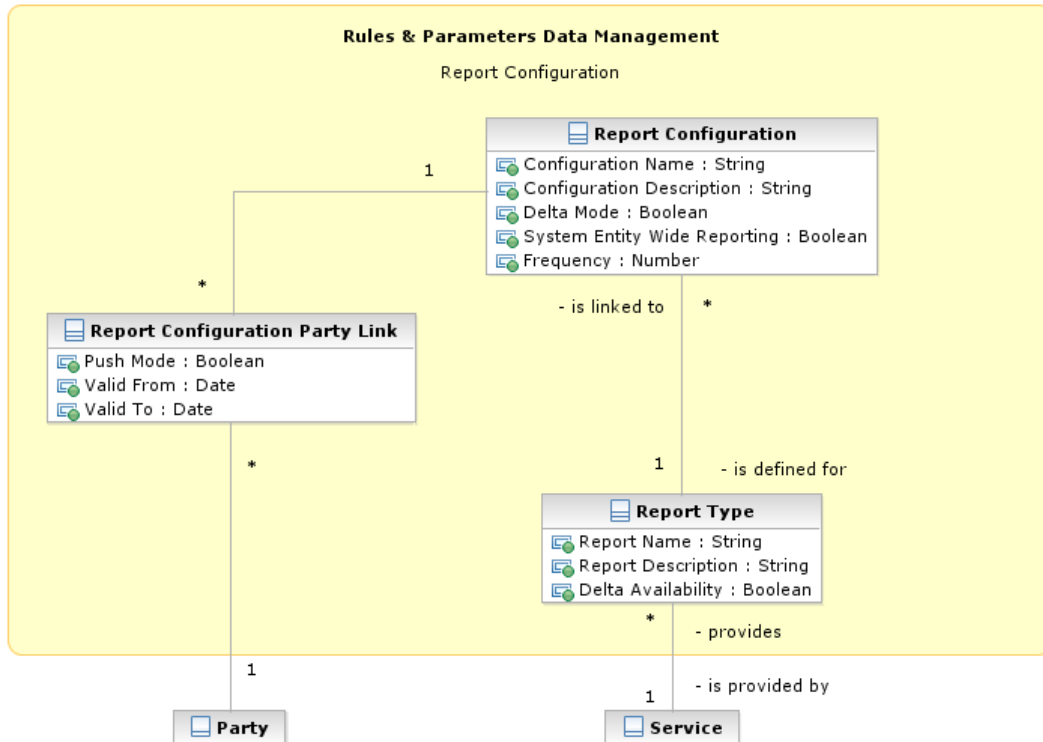 Rules & Parameters Data Management
Report Configuration
Report Configuration
Configuration Name : String
Configuration Description : String
Delta Mode : Boolean
System Entity Wide Reporting : Boolean
Frequency : Number
1
*
- is linked to
*
Report Configuration Party Link
Push Mode : Boolean
Valid From : Date
Valid To : Date
*
1
- is defined for
Report Type
Report Name : String
Report Description : String
Delta Availability : Boolean
*
- provides
1
- is provided by
1
Party
Service